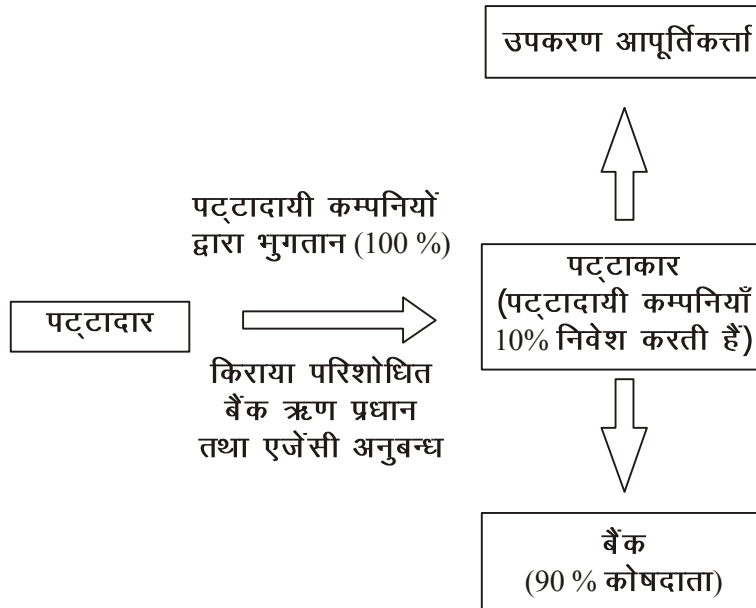 उपकरण आपूर्तिकर्त्ता
पट्टादायी कम्पनियों
द्वारा भुगतान (100 %)
पट्टाकार
(पट्टादायी कम्पनियाँ
10% निवेश करती हैं)
पट्टादार
किराया परिशोधित
बैंक ऋण प्रधान
तथा एजेंसी अनुबन्ध
बैंक
(90 % कोषदाता)